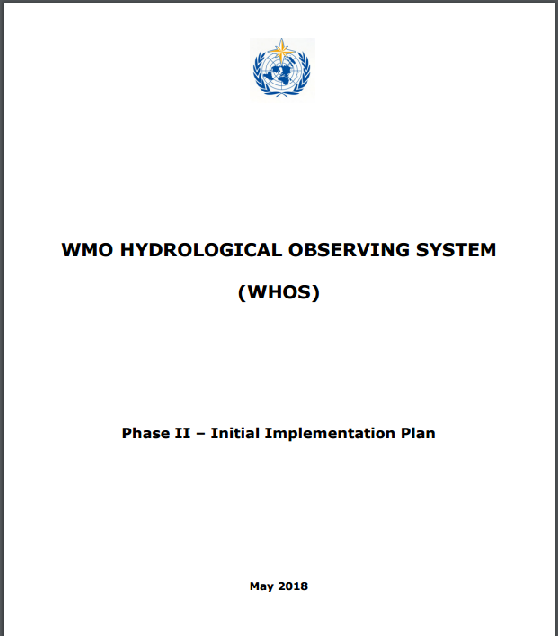 WMO HYDROLOGICAL OBSERVING SYSTEM
(WHOS)
Phase II – Initial Implementation Plan
May 2018